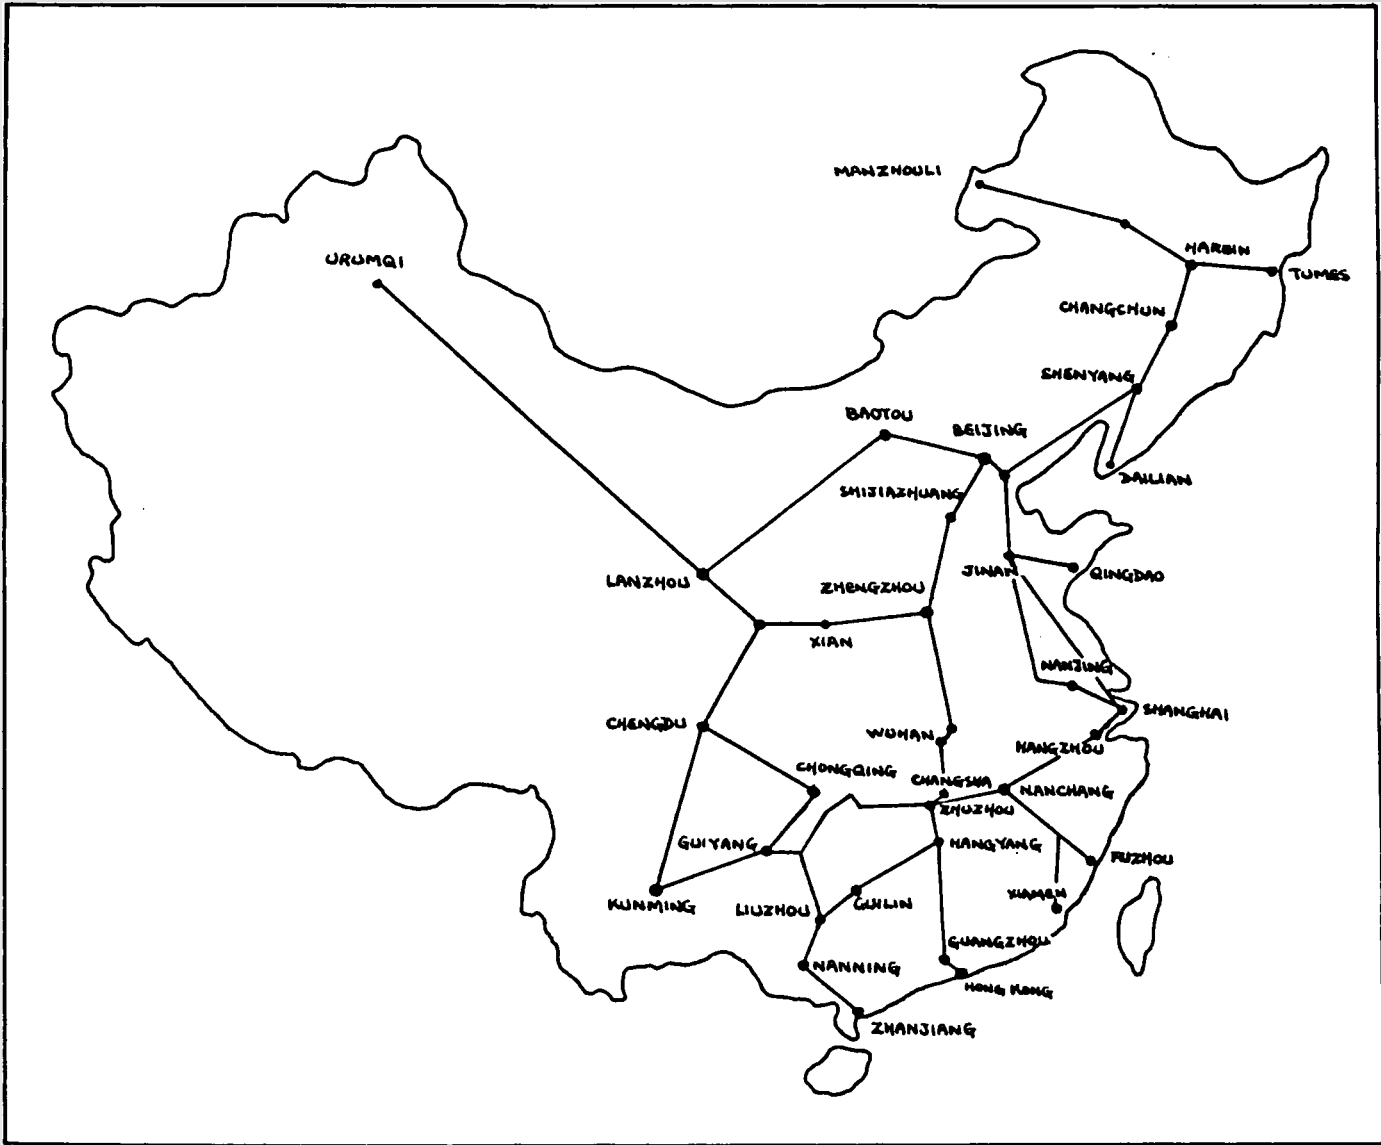 MANZHOULI
HARBIN
URUMQI
TUMES
CHANGCHUN
SHENYANG
BAOTOU
BEIJING
DAILIAN
SHIJIAZHUANG
JINAN
QINGDAO
LANZHOU
ZHENGZHOU
XIAN
NANJING
SHANGHAI
CHENGDU
WUHAN
HANGZHOU
CHONGQING
CHANGSHA
NANCHANG
ZHUZHOU
GUIYANG
HANGYANG
FUZHOU
XIAMEN
KUNMING
LIUZHOU
GUILIN
GUANGZHOU
NANNING
HONG KONG
ZHANJIANG